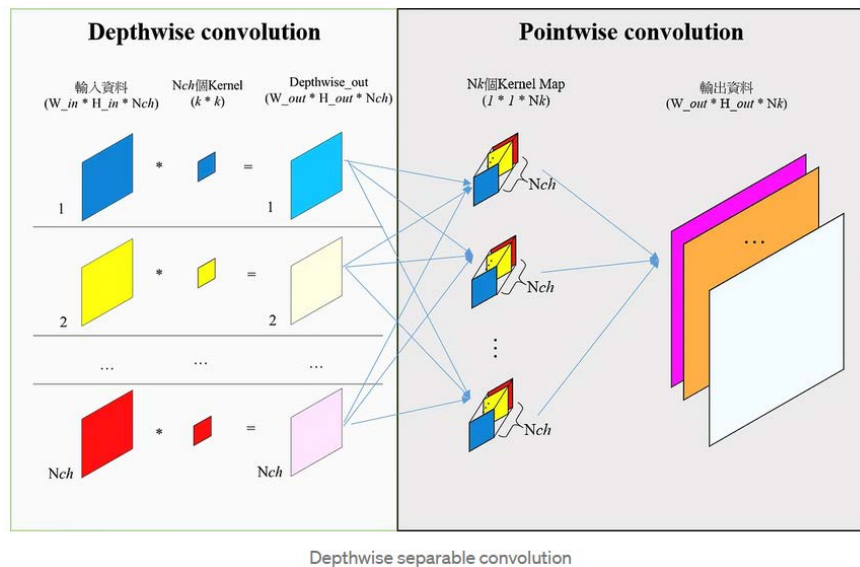 Depthwise convolution
輸入資料
(W_in * H_in * Nch)
Nch個Kernel
(k * k)
Depthwise_out
(W_out * H_out * Nch)
* =
1 1
* =
2 2
... ... ...
* =
Nch Nch
Pointwise convolution
Nk個Kernel Map
(1 * 1 * Nk)
輸出資料
(W_out * H_out * Nk)
Nch
Nch
⋮
Nch
...
Depthwise separable convolution